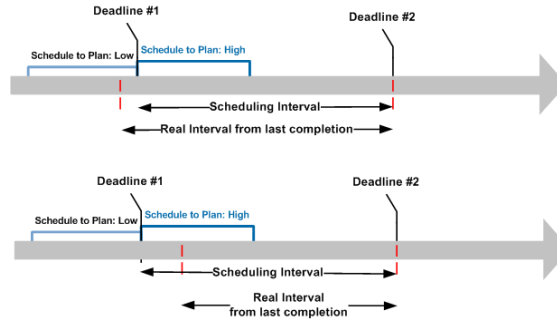 Deadline #1
Deadline #2
Schedule to Plan: Low
Schedule to Plan: High
Scheduling Interval
Real Interval from last completion
Deadline #1
Deadline #2
Schedule to Plan: Low
Schedule to Plan: High
Scheduling Interval
Real Interval
from last completion